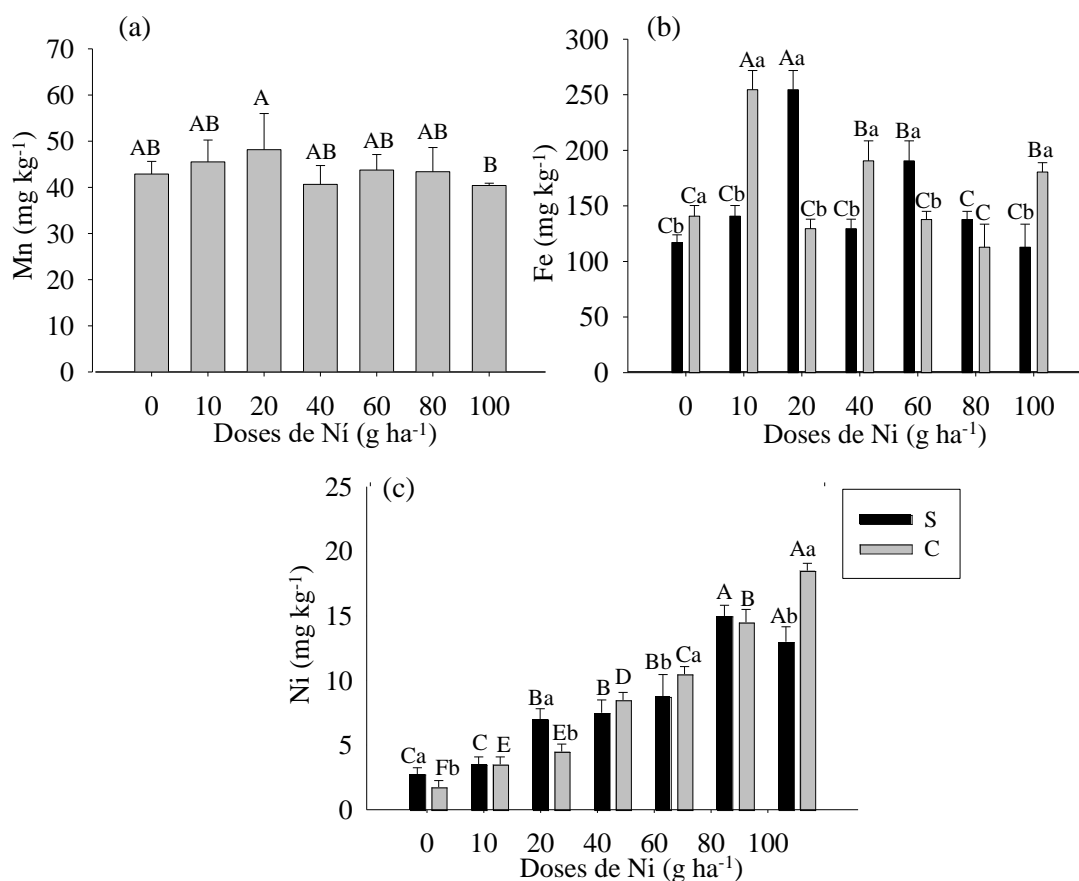 (a)
70
60
50
40
30
20
10
0
Mn (mg kg-1)
AB
AB
A
AB
AB
AB
B
0 10 20 40 60 80 100
Doses de Ní (g ha-1)
(b)
300
250
200
150
100
50
0
Fe (mg kg-1)
Cb Ca
Cb Aa
Aa Cb
Cb Ba
Ba Cb
C C
Cb Ba
0 10 20 40 60 80 100
Doses de Ni (g ha-1)
(c)
25
20
15
10
5
0
Ni (mg kg-1)
Ca Fb
C E
Ba Eb
B D
Bb Ca
A B
Ab Aa
0 10 20 40 60 80 100
Doses de Ni (g ha-1)
S
C